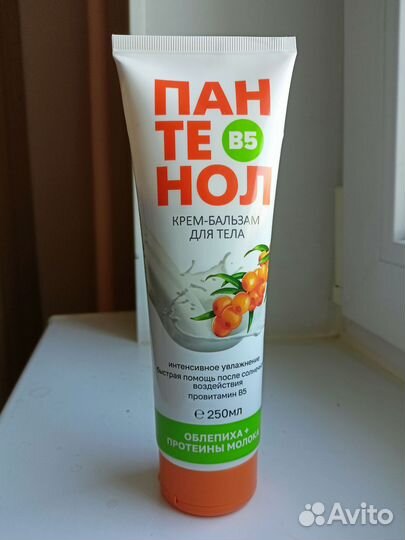 ПАН
ТЕ B5
НОЛ
КРЕМ-БАЛЬЗАМ
ДЛЯ ТЕЛА
интенсивное увлажнение
быстрая помощь после солнечного
воздействия
провитамин B5
℮ 250МЛ
ОБЛЕПИХА +
ПРОТЕИНЫ МОЛОКА
Avito